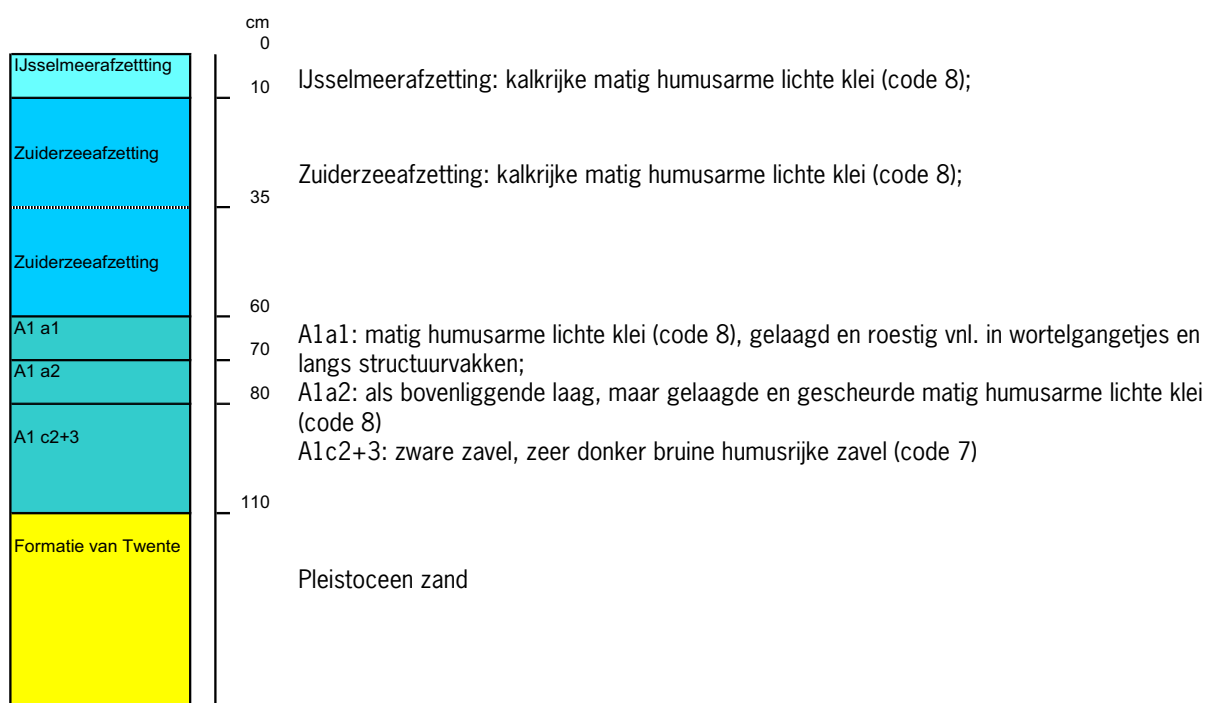 cm
0
IJsselmeerafzettting
10
IJsselmeerafzetting: kalkrijke matig humusarme lichte klei (code 8);
Zuiderzeeafzetting
Zuiderzeeafzetting: kalkrijke matig humusarme lichte klei (code 8);
35
Zuiderzeeafzetting
60
A1 a1
A1a1: matig humusarme lichte klei (code 8), gelaagd en roestig vnl. in wortelgangetjes en
70
langs structuurvakken;
A1 a2
80
A1a2: als bovenliggende laag, maar gelaagde en gescheurde matig humusarme lichte klei
(code 8)
A1 c2+3
A1c2+3: zware zavel, zeer donker bruine humusrijke zavel (code 7)
110
Formatie van Twente
Pleistoceen zand